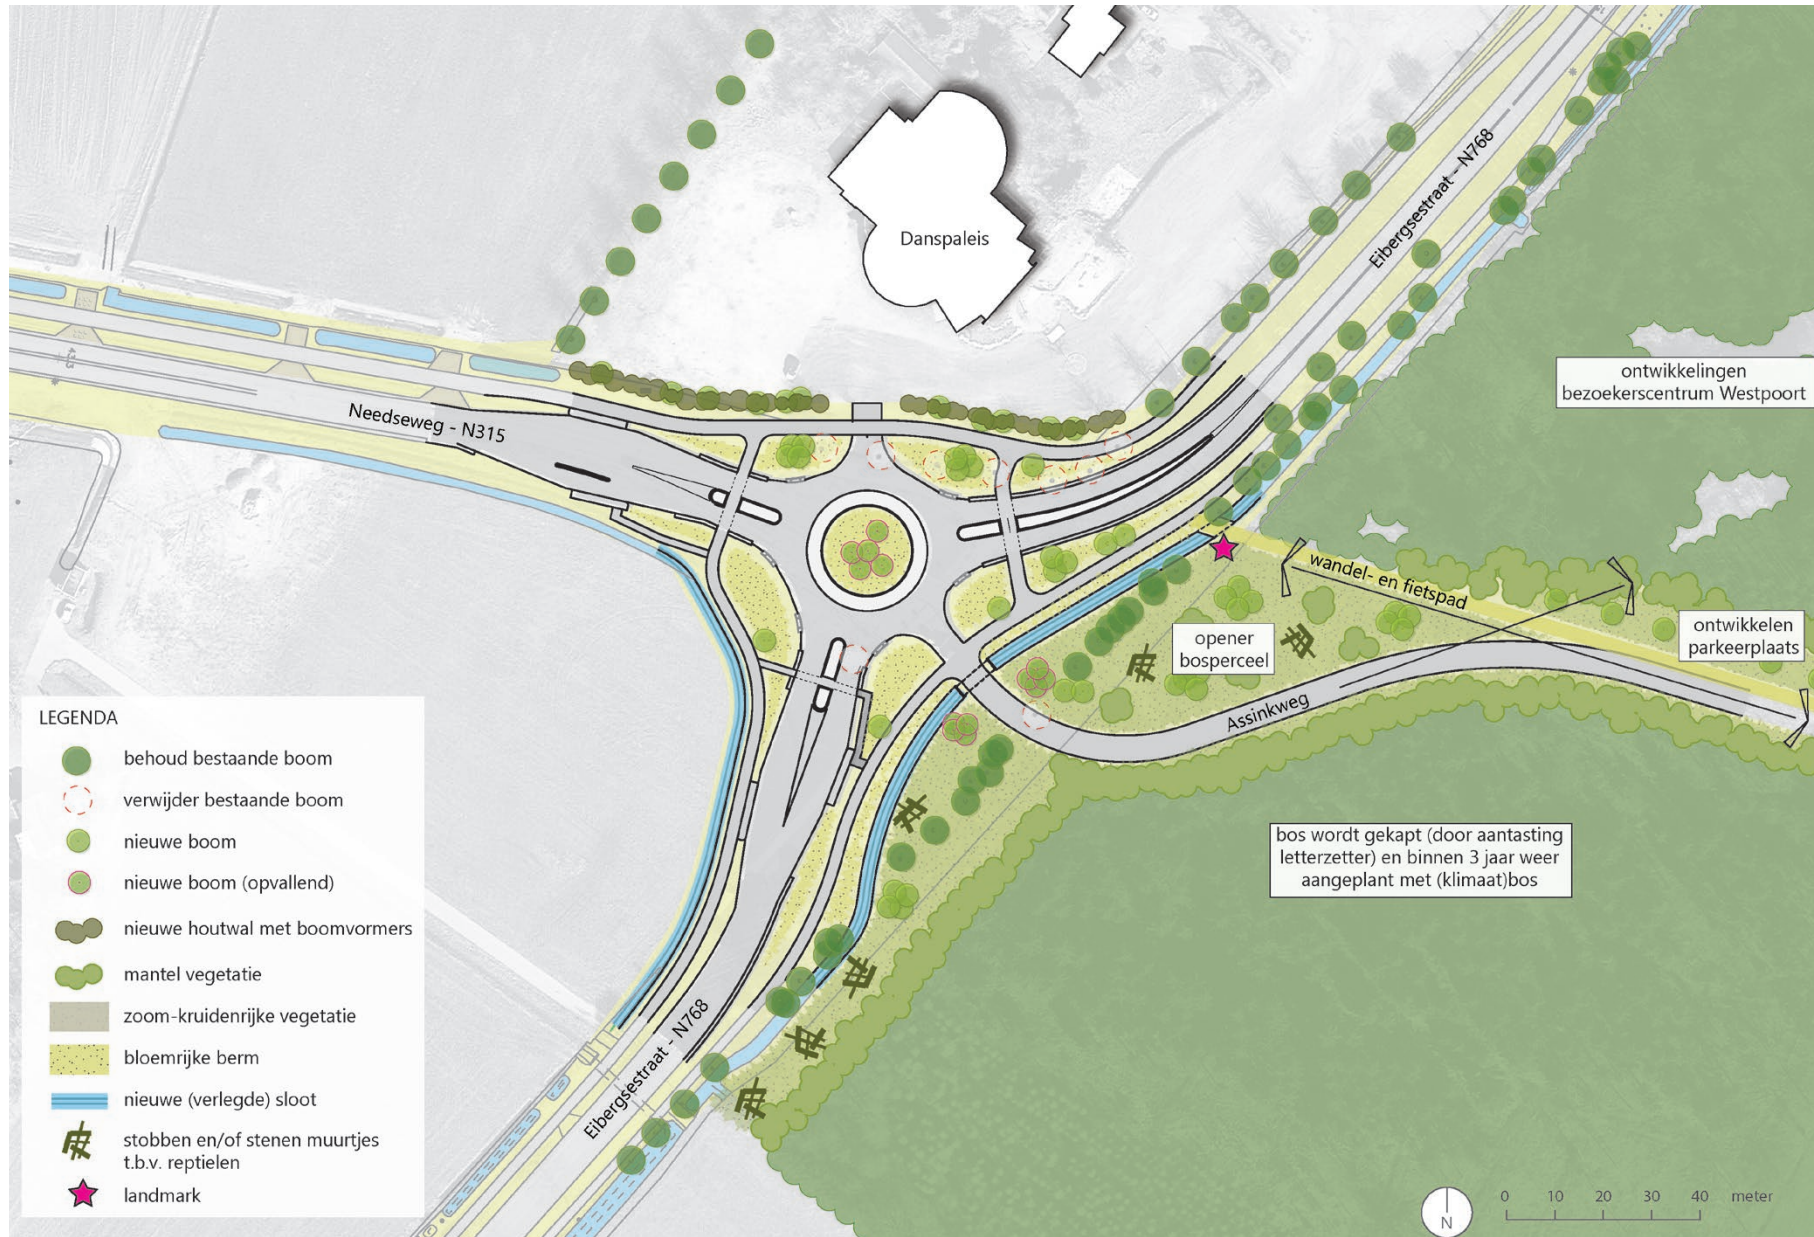 Danspaleis
Eibergsestraat - N768
Needseweg - N315
ontwikkelingen
bezoekerscentrum Westpoort
wandel- en fietspad
opener
bosperceel
ontwikkelen
parkeerplaats
Assinkweg
bos wordt gekapt (door aantasting
letterzetter) en binnen 3 jaar weer
aangeplant met (klimaat)bos
Eibergsestraat - N768
LEGENDA
behoud bestaande boom
verwijder bestaande boom
nieuwe boom
nieuwe boom (opvallend)
nieuwe houtwal met boomvormers
mantel vegetatie
zoom-kruidenrijke vegetatie
bloemrijke berm
nieuwe (verlegde) sloot
stobben en/of stenen muurtjes
t.b.v. reptielen
landmark
N
0 10 20 30 40 meter